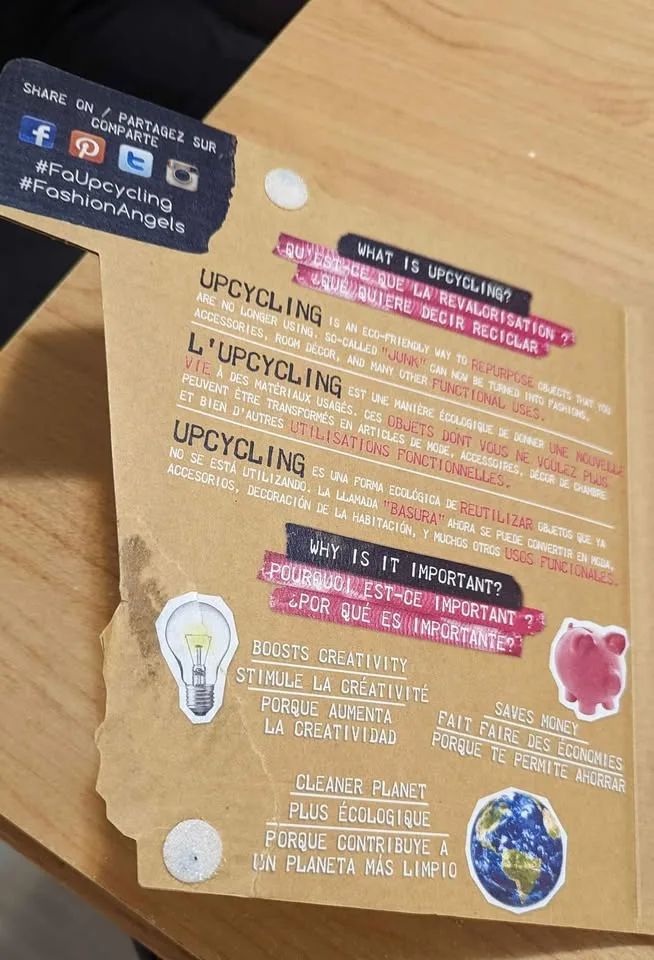 SHARE ON / PARTAGEZ SUR
COMPARTE
#FaUpcycling
#FashionAngels
WHAT IS UPCYCLING?
QU'EST-CE QUE LA REVALORISATION ?
¿QUÉ QUIERE DECIR RECICLAR
UPCYCLING IS AN ECO-FRIENDLY WAY TO REPURPOSE OBJECTS THAT YOU
ARE NO LONGER USING. SO-CALLED "JUNK" CAN NOW BE TURNED INTO FASHIONS,
ACCESSORIES, ROOM DÉCOR, AND MANY OTHER FUNCTIONAL USES.
L'UPCYCLING EST UNE MANIÈRE ÉCOLOGIQUE DE DONNER UNE NOUVELLE
VIE À DES MATÉRIAUX USAGÉS. CES OBJETS DONT VOUS NE VOULEZ PLUS
PEUVENT ÊTRE TRANSFORMÉS EN ARTICLES DE MODE, ACCESSOIRES, DÉCOR DE CHAMBRE
ET BIEN D'AUTRES UTILISATIONS FONCTIONNELLES.
UPCYCLING ES UNA FORMA ECOLÓGICA DE REUTILIZAR OBJETOS QUE YA
NO SE ESTÁ UTILIZANDO. LA LLAMADA "BASURA" AHORA SE PUEDE CONVERTIR EN MODA,
ACCESORIOS, DECORACIÓN DE LA HABITACIÓN, Y MUCHOS OTROS USOS FUNCIONALES.
WHY IS IT IMPORTANT?
POURQUOI EST-CE IMPORTANT ?
¿POR QUÉ ES IMPORTANTE?
BOOSTS CREATIVITY
STIMULE LA CRÉATIVITÉ
PORQUE AUMENTA
LA CREATIVIDAD
SAVES MONEY
FAIT FAIRE DES ÉCONOMIES
PORQUE TE PERMITE AHORRAR
CLEANER PLANET
PLUS ÉCOLOGIQUE
PORQUE CONTRIBUYE A
UN PLANETA MÁS LIMPIO